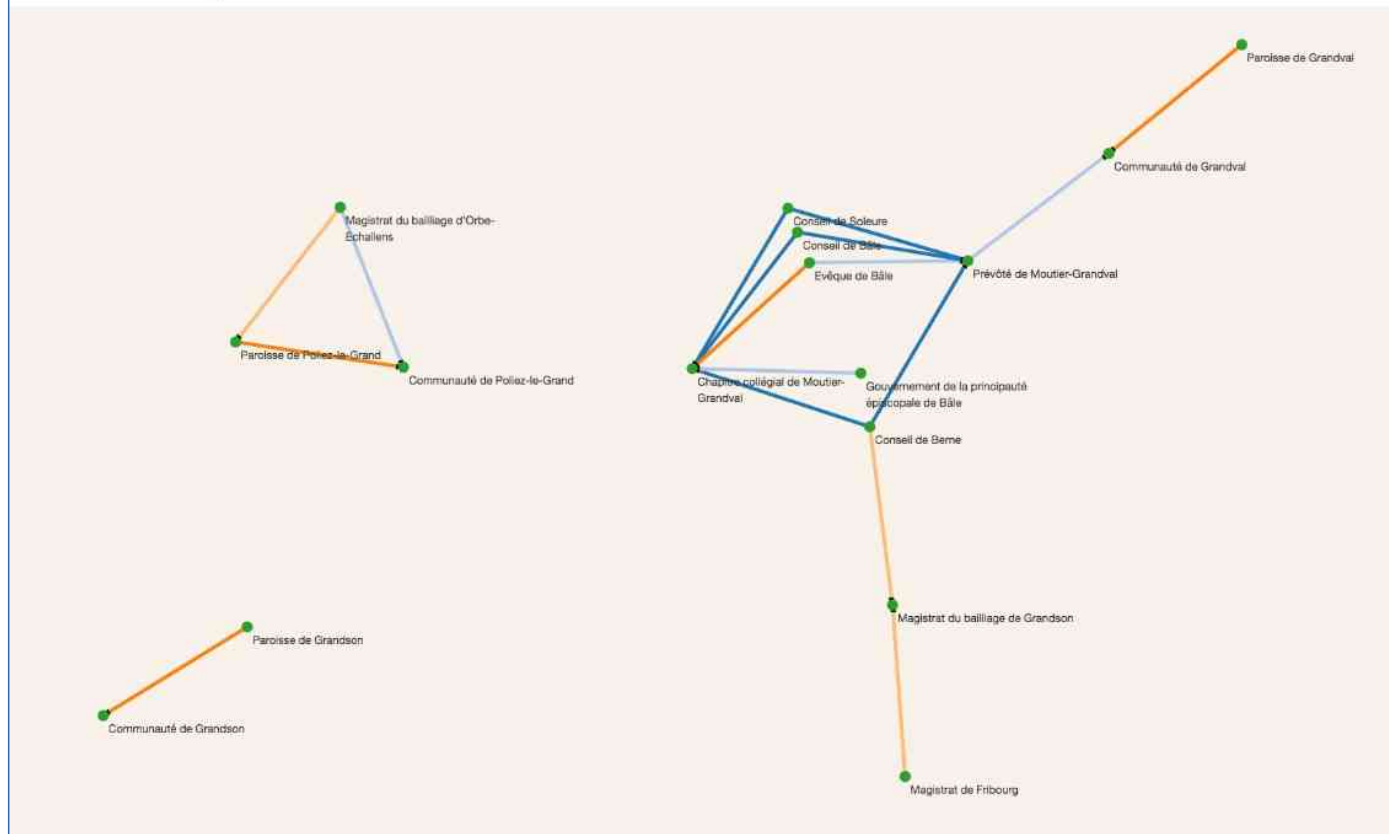 Paroisse de Grandval
Communauté de Grandval
Magistrat du bailliage d'Orbe-
Échallens
Conseil de Soleure
Conseil de Bâle
Evêque de Bâle
Prévôté de Moutier-Grandval
Paroisse de Poliez-le-Grand
Communauté de Poliez-le-Grand
Chapitre collégial de Moutier-
Grandval
Gouvernement de la principauté
épiscopale de Bâle
Conseil de Berne
Magistrat du bailliage de Grandson
Paroisse de Grandson
Communauté de Grandson
Magistrat de Fribourg